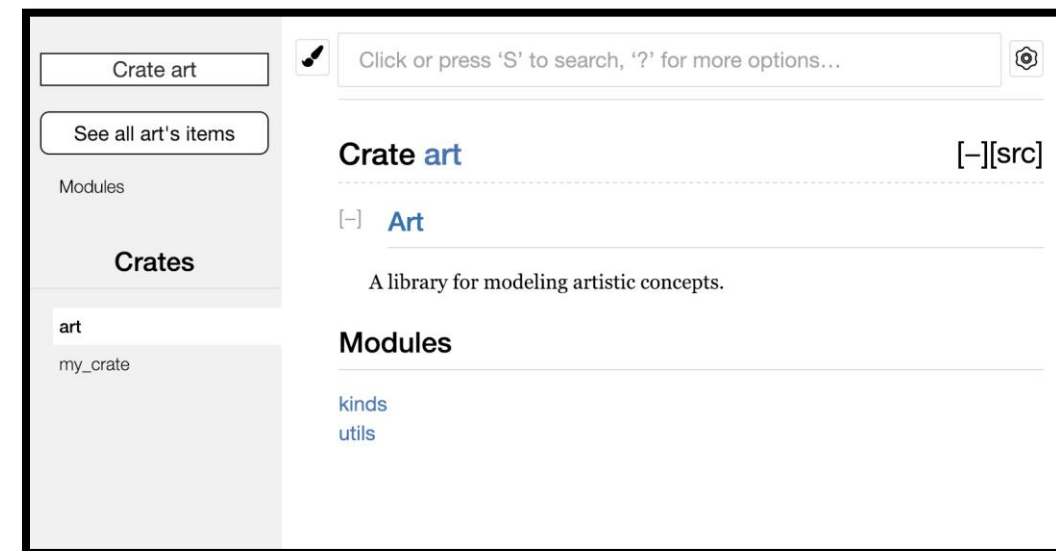 Crate art
See all art's items
Modules
Crates
art
my_crate
Click or press ‘S’ to search, ‘?’ for more options…
Crate art
[–][src]
[–] Art
A library for modeling artistic concepts.
Modules
kinds
utils